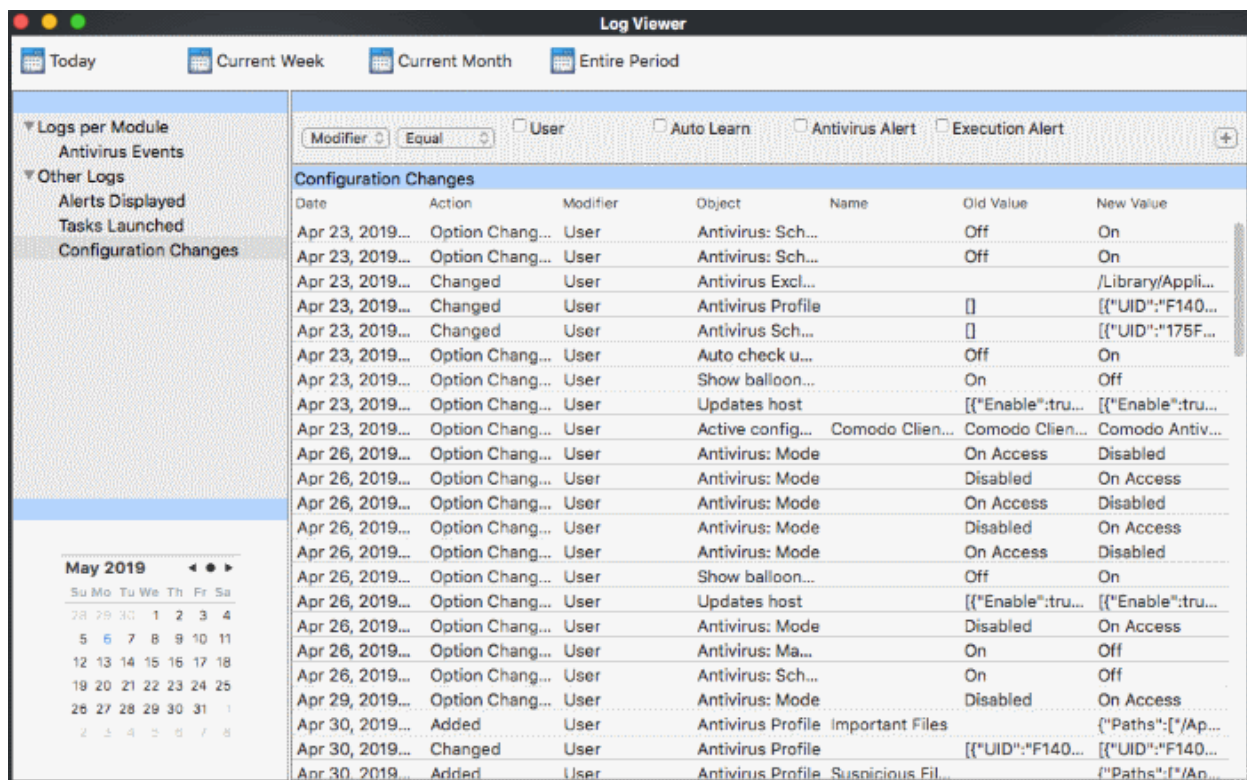 Log Viewer
Today Current Week Current Month Entire Period
Logs per Module
Antivirus Events
Other Logs
Alerts Displayed
Tasks Launched
Configuration Changes
Modifier Equal User Auto Learn Antivirus Alert Execution Alert +
Configuration Changes
Date Action Modifier Object Name Old Value New Value
Apr 23, 2019... Option Chang... User Antivirus: Sch... Off On
Apr 23, 2019... Option Chang... User Antivirus: Sch... Off On
Apr 23, 2019... Changed User Antivirus Excl... /Library/Appli...
Apr 23, 2019... Changed User Antivirus Profile [] [{"UID":"F140...
Apr 23, 2019... Changed User Antivirus Sch... [] [{"UID":"175F...
Apr 23, 2019... Option Chang... User Auto check u... Off On
Apr 23, 2019... Option Chang... User Show balloon... On Off
Apr 23, 2019... Option Chang... User Updates host [{"Enable":tru... [{"Enable":tru...
Apr 23, 2019... Option Chang... User Active config... Comodo Clien... Comodo Clien... Comodo Antiv...
Apr 26, 2019... Option Chang... User Antivirus: Mode On Access Disabled
Apr 26, 2019... Option Chang... User Antivirus: Mode Disabled On Access
Apr 26, 2019... Option Chang... User Antivirus: Mode On Access Disabled
Apr 26, 2019... Option Chang... User Antivirus: Mode Disabled On Access
Apr 26, 2019... Option Chang... User Antivirus: Mode On Access Disabled
Apr 26, 2019... Option Chang... User Show balloon... Off On
Apr 26, 2019... Option Chang... User Updates host [{"Enable":tru... [{"Enable":tru...
Apr 26, 2019... Option Chang... User Antivirus: Mode Disabled On Access
Apr 26, 2019... Option Chang... User Antivirus: Ma... On Off
Apr 26, 2019... Option Chang... User Antivirus: Sch... On Off
Apr 29, 2019... Option Chang... User Antivirus: Mode Disabled On Access
Apr 30, 2019... Added User Antivirus Profile Important Files {"Paths":["/Ap...
Apr 30, 2019... Changed User Antivirus Profile [{"UID":"F140... [{"UID":"F140...
Apr 30, 2019... Added User Antivirus Profile Suspicious Fil... {"Paths":["/Ap...
May 2019
Su Mo Tu We Th Fr Sa
28 29 30 1 2 3 4
5 6 7 8 9 10 11
12 13 14 15 16 17 18
19 20 21 22 23 24 25
26 27 28 29 30 31 1
2 3 4 5 6 7 8